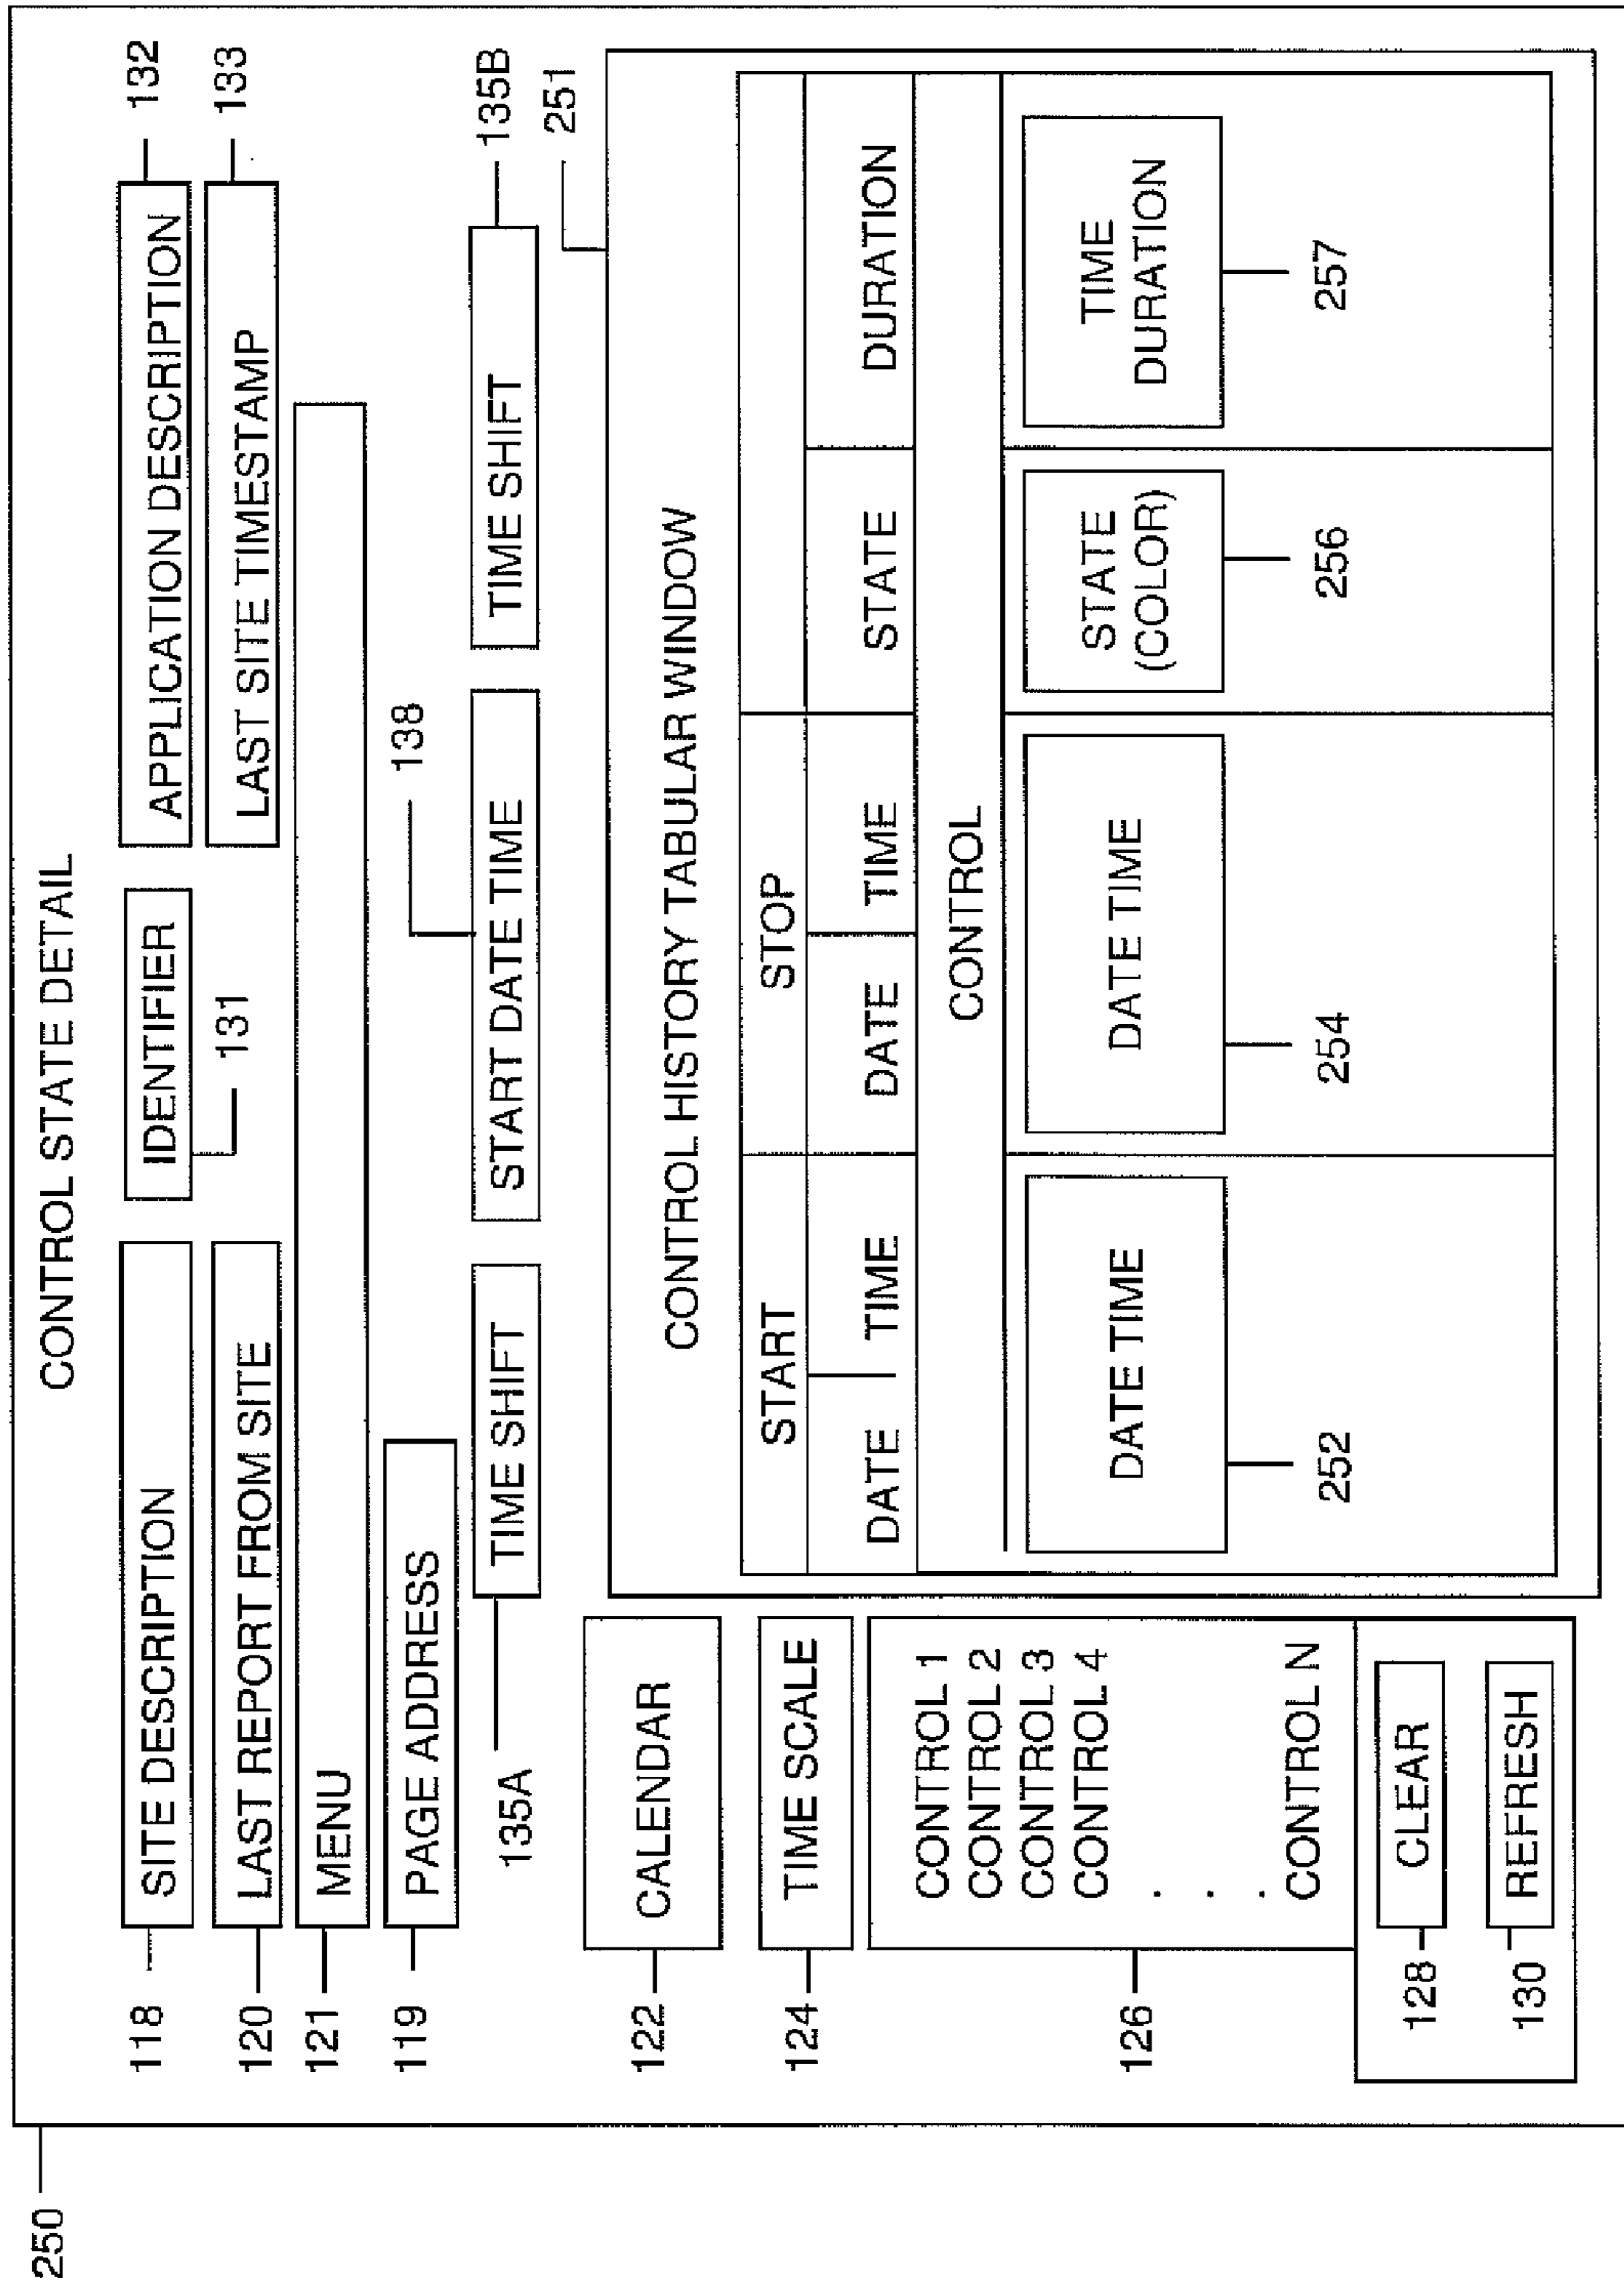 250
CONTROL STATE DETAIL
118
SITE DESCRIPTION
IDENTIFIER
131
APPLICATION DESCRIPTION
132
120
LAST REPORT FROM SITE
LAST SITE TIMESTAMP
133
121
MENU
119
PAGE ADDRESS
138
135A
TIME SHIFT
START DATE TIME
TIME SHIFT
135B
251
122
CALENDAR
124
TIME SCALE
126
CONTROL 1
CONTROL 2
CONTROL 3
CONTROL 4
. . .
CONTROL N
128
CLEAR
130
REFRESH
CONTROL HISTORY TABULAR WINDOW
START
STOP
DATE
TIME
DATE
TIME
STATE
DURATION
CONTROL
DATE TIME
DATE TIME
STATE
(COLOR)
TIME
DURATION
252
254
256
257